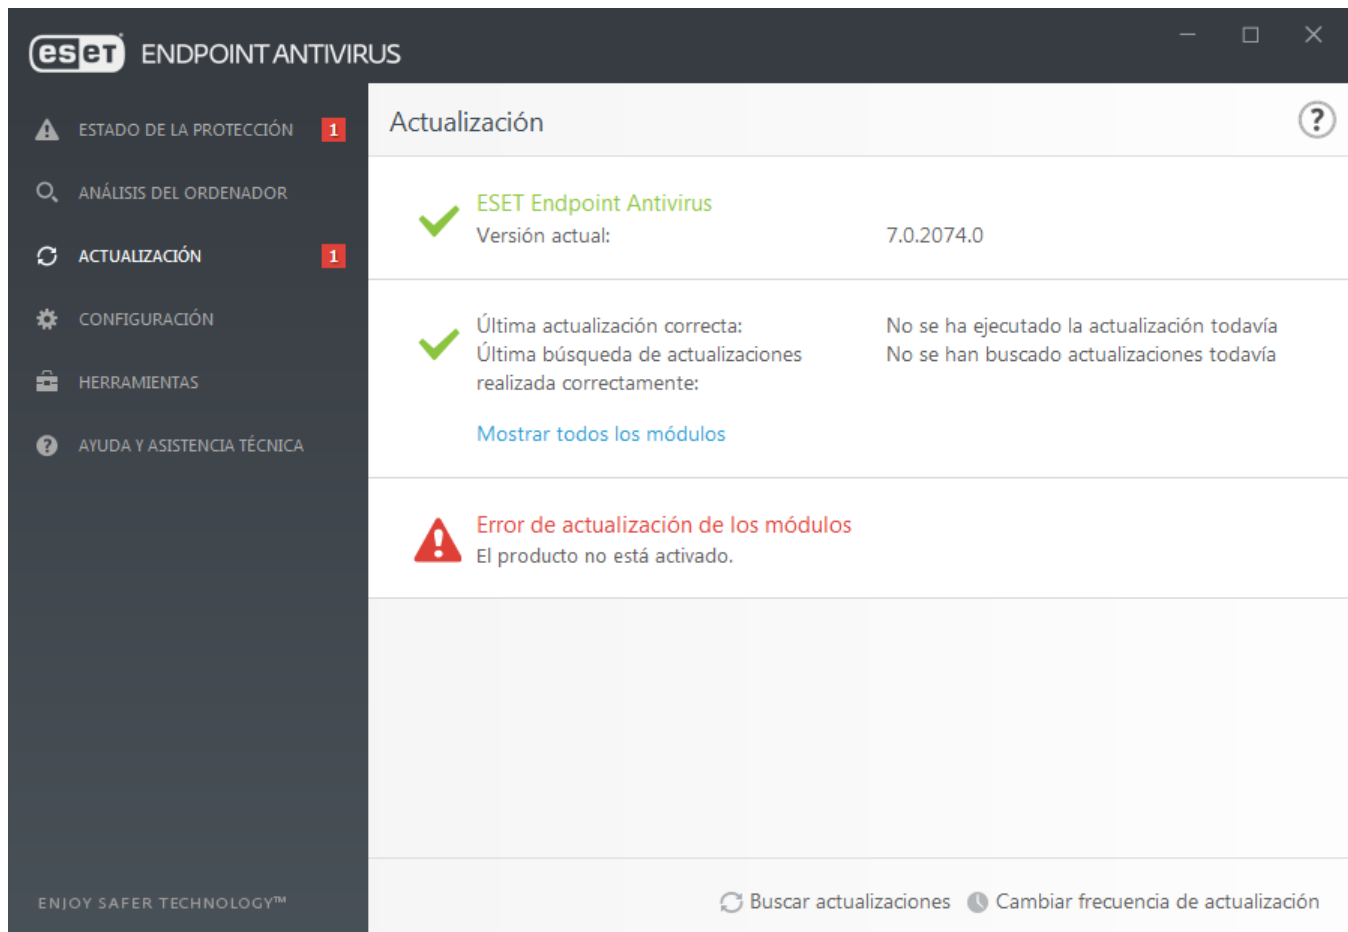 eset ENDPOINT ANTIVIRUS
ESTADO DE LA PROTECCIÓN 1
ANÁLISIS DEL ORDENADOR
ACTUALIZACIÓN 1
CONFIGURACIÓN
HERRAMIENTAS
AYUDA Y ASISTENCIA TÉCNICA
ENJOY SAFER TECHNOLOGY™
Actualización ?
ESET Endpoint Antivirus
Versión actual: 7.0.2074.0
Última actualización correcta: No se ha ejecutado la actualización todavía
Última búsqueda de actualizaciones No se han buscado actualizaciones todavía
realizada correctamente:
Mostrar todos los módulos
Error de actualización de los módulos
El producto no está activado.
Buscar actualizaciones Cambiar frecuencia de actualización